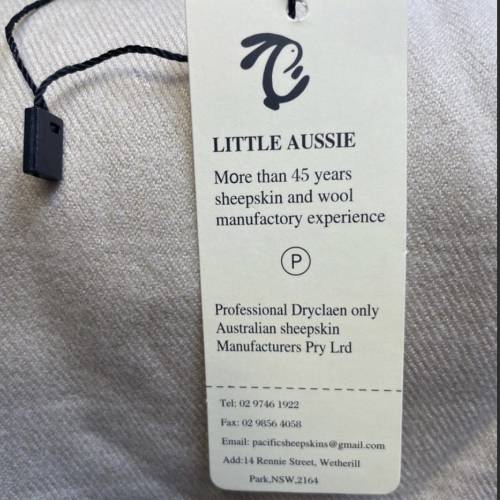 LITTLE AUSSIE
More than 45 years
sheepskin and wool
manufactory experience
P
Professional Dryclaen only
Australian sheepskin
Manufacturers Pry Lrd
Tel: 02 9746 1922
Fax: 02 9856 4058
Email: pacificsheepskins@gmail.com
Add:14 Rennie Street, Wetherill
Park,NSW,2164